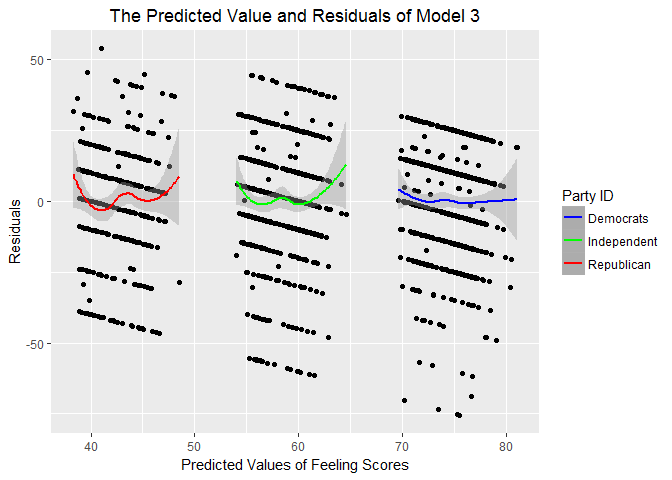 The Predicted Value and Residuals of Model 3
50
0
-50
Residuals
40
50
60
70
80
Predicted Values of Feeling Scores
Party ID
Democrats
Independent
Republican